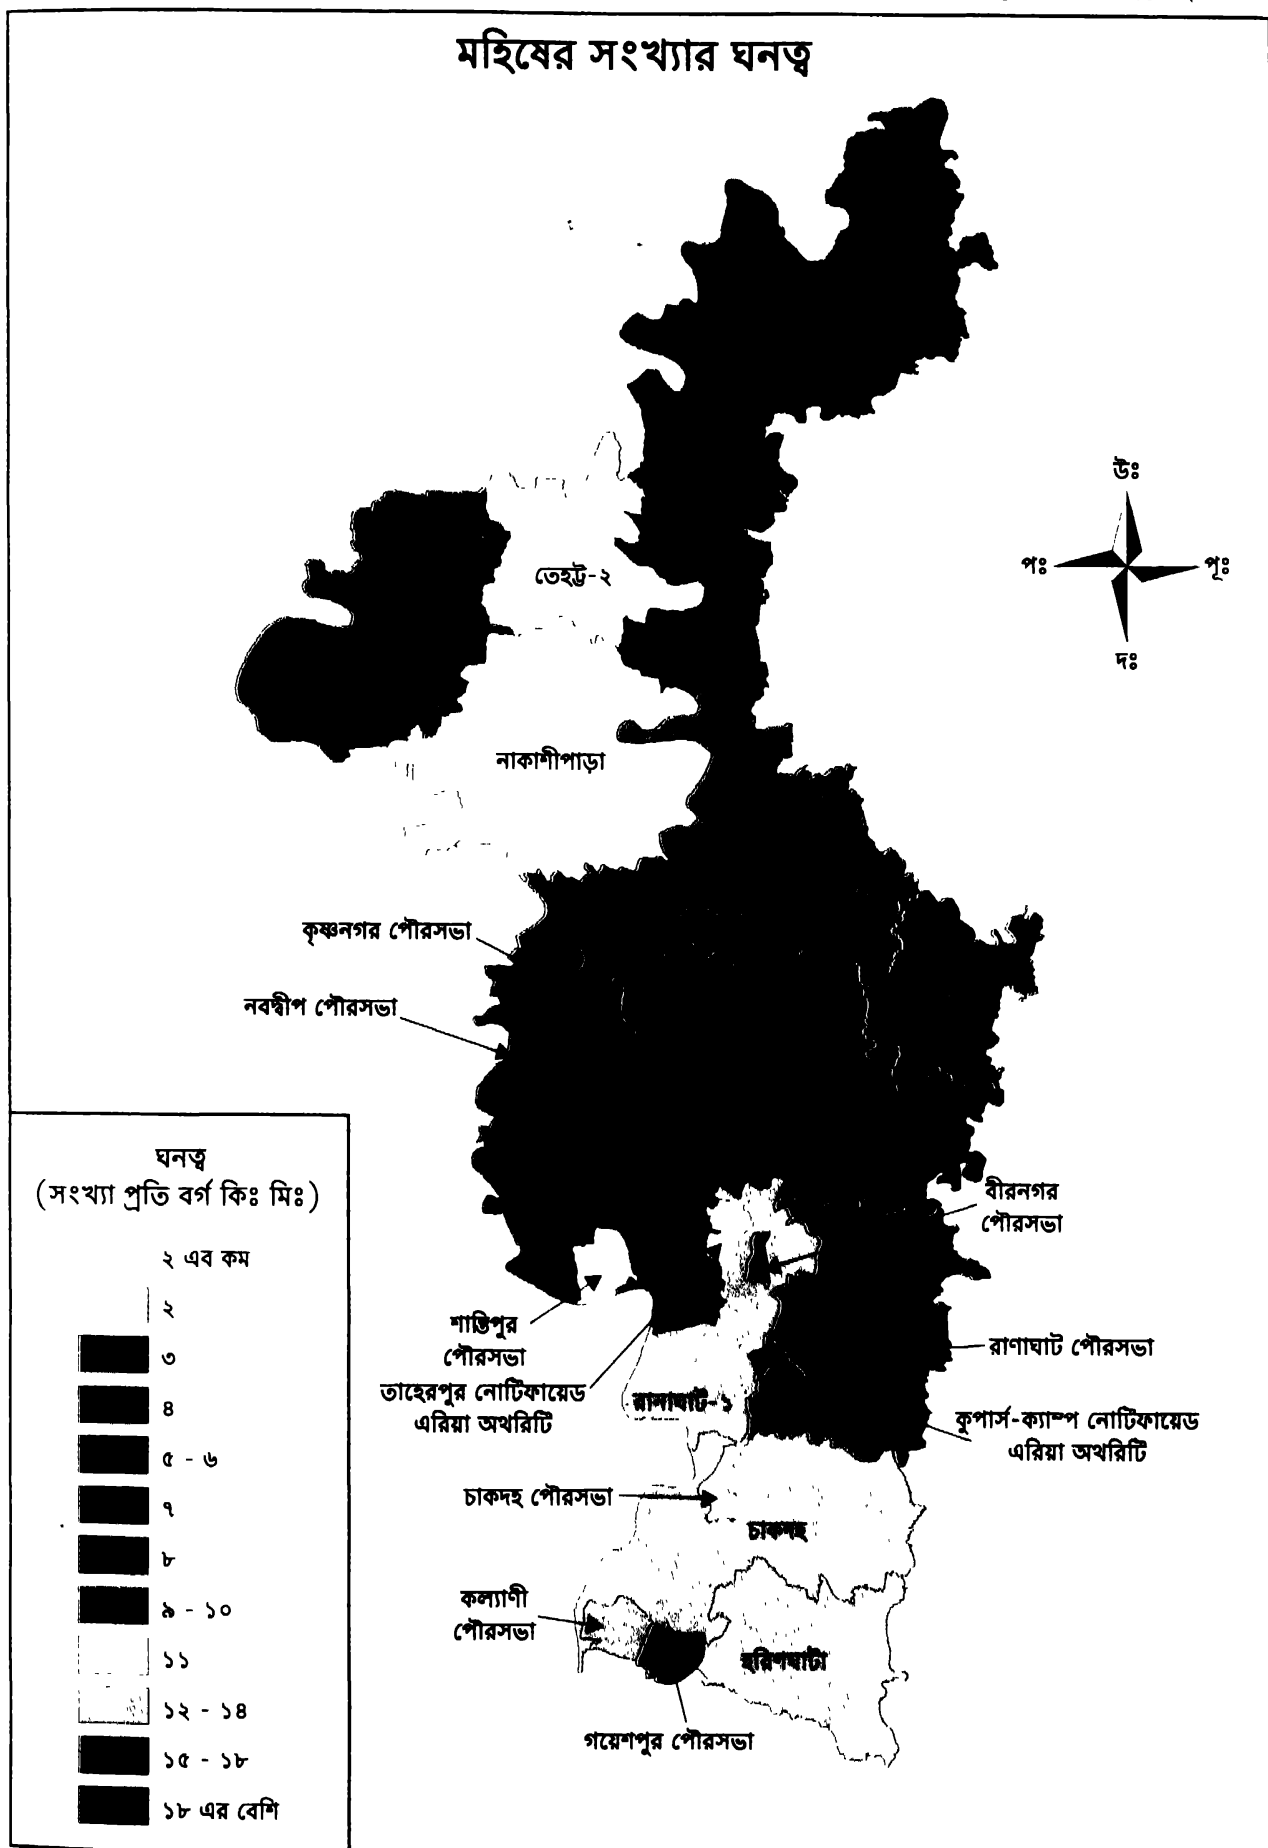 মহিষের সংখ্যার ঘনত্ব
উঃ
পঃ
পূঃ
দঃ
তেহট্ট-২
নাকাশীপাড়া
কৃষ্ণনগর পৌরসভা
নবদ্বীপ পৌরসভা
বীরনগর
পৌরসভা
শান্তিপুর
পৌরসভা
রাণাঘাট পৌরসভা
তাহেরপুর নোটিফায়েড
এরিয়া অথরিটি
রানাঘাট-১
কুপার্স-ক্যাম্প নোটিফায়েড
এরিয়া অথরিটি
চাকদহ পৌরসভা
চাকদহ
কল্যাণী
পৌরসভা
হরিণঘাটা
গয়েশপুর পৌরসভা
ঘনত্ব
(সংখ্যা প্রতি বর্গ কিঃ মিঃ)
২ এব কম
২
৩
৪
৫ - ৬
৭
৮
৯ - ১০
১১
১২ - ১৪
১৫ - ১৮
১৮ এর বেশি